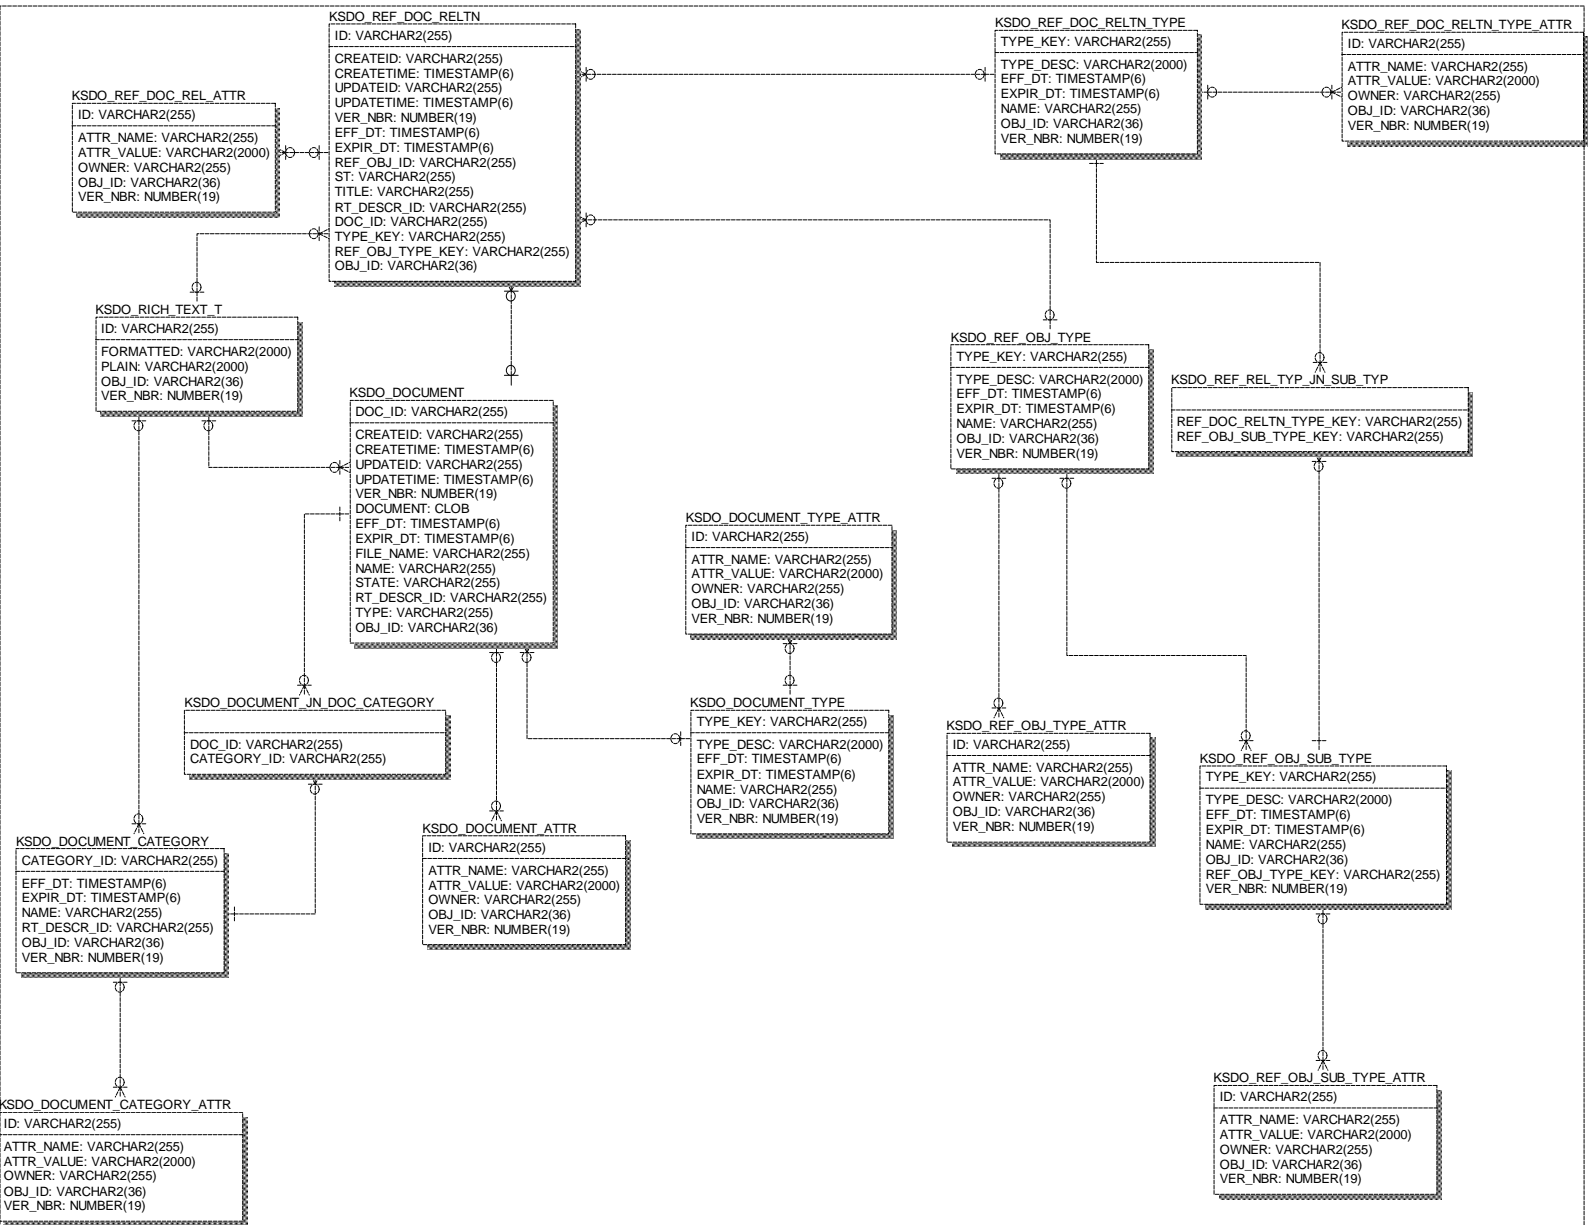 KSDO_REF_DOC_RELTN
ID: VARCHAR2(255)
CREATEID: VARCHAR2(255)
CREATETIME: TIMESTAMP(6)
UPDATEID: VARCHAR2(255)
UPDATETIME: TIMESTAMP(6)
VER_NBR: NUMBER(19)
EFF_DT: TIMESTAMP(6)
EXPIR_DT: TIMESTAMP(6)
REF_OBJ_ID: VARCHAR2(255)
ST: VARCHAR2(255)
TITLE: VARCHAR2(255)
RT_DESCR_ID: VARCHAR2(255)
DOC_ID: VARCHAR2(255)
TYPE_KEY: VARCHAR2(255)
REF_OBJ_TYPE_KEY: VARCHAR2(255)
OBJ_ID: VARCHAR2(36)
KSDO_REF_DOC_RELTN_TYPE
TYPE_KEY: VARCHAR2(255)
TYPE_DESC: VARCHAR2(2000)
EFF_DT: TIMESTAMP(6)
EXPIR_DT: TIMESTAMP(6)
NAME: VARCHAR2(255)
OBJ_ID: VARCHAR2(36)
VER_NBR: NUMBER(19)
KSDO_REF_DOC_RELTN_TYPE_ATTR
ID: VARCHAR2(255)
ATTR_NAME: VARCHAR2(255)
ATTR_VALUE: VARCHAR2(2000)
OWNER: VARCHAR2(255)
OBJ_ID: VARCHAR2(36)
VER_NBR: NUMBER(19)
KSDO_REF_DOC_REL_ATTR
ID: VARCHAR2(255)
ATTR_NAME: VARCHAR2(255)
ATTR_VALUE: VARCHAR2(2000)
OWNER: VARCHAR2(255)
OBJ_ID: VARCHAR2(36)
VER_NBR: NUMBER(19)
KSDO_RICH_TEXT_T
ID: VARCHAR2(255)
FORMATTED: VARCHAR2(2000)
PLAIN: VARCHAR2(2000)
OBJ_ID: VARCHAR2(36)
VER_NBR: NUMBER(19)
KSDO_DOCUMENT
DOC_ID: VARCHAR2(255)
CREATEID: VARCHAR2(255)
CREATETIME: TIMESTAMP(6)
UPDATEID: VARCHAR2(255)
UPDATETIME: TIMESTAMP(6)
VER_NBR: NUMBER(19)
DOCUMENT: CLOB
EFF_DT: TIMESTAMP(6)
EXPIR_DT: TIMESTAMP(6)
FILE_NAME: VARCHAR2(255)
NAME: VARCHAR2(255)
STATE: VARCHAR2(255)
RT_DESCR_ID: VARCHAR2(255)
TYPE: VARCHAR2(255)
OBJ_ID: VARCHAR2(36)
KSDO_REF_OBJ_TYPE
TYPE_KEY: VARCHAR2(255)
TYPE_DESC: VARCHAR2(2000)
EFF_DT: TIMESTAMP(6)
EXPIR_DT: TIMESTAMP(6)
NAME: VARCHAR2(255)
OBJ_ID: VARCHAR2(36)
VER_NBR: NUMBER(19)
KSDO_REF_REL_TYP_JN_SUB_TYP
REF_DOC_RELTN_TYPE_KEY: VARCHAR2(255)
REF_OBJ_SUB_TYPE_KEY: VARCHAR2(255)
KSDO_DOCUMENT_TYPE_ATTR
ID: VARCHAR2(255)
ATTR_NAME: VARCHAR2(255)
ATTR_VALUE: VARCHAR2(2000)
OWNER: VARCHAR2(255)
OBJ_ID: VARCHAR2(36)
VER_NBR: NUMBER(19)
KSDO_DOCUMENT_JN_DOC_CATEGORY
DOC_ID: VARCHAR2(255)
CATEGORY_ID: VARCHAR2(255)
KSDO_DOCUMENT_TYPE
TYPE_KEY: VARCHAR2(255)
TYPE_DESC: VARCHAR2(2000)
EFF_DT: TIMESTAMP(6)
EXPIR_DT: TIMESTAMP(6)
NAME: VARCHAR2(255)
OBJ_ID: VARCHAR2(36)
VER_NBR: NUMBER(19)
KSDO_REF_OBJ_TYPE_ATTR
ID: VARCHAR2(255)
ATTR_NAME: VARCHAR2(255)
ATTR_VALUE: VARCHAR2(2000)
OWNER: VARCHAR2(255)
OBJ_ID: VARCHAR2(36)
VER_NBR: NUMBER(19)
KSDO_REF_OBJ_SUB_TYPE
TYPE_KEY: VARCHAR2(255)
TYPE_DESC: VARCHAR2(2000)
EFF_DT: TIMESTAMP(6)
EXPIR_DT: TIMESTAMP(6)
NAME: VARCHAR2(255)
OBJ_ID: VARCHAR2(36)
REF_OBJ_TYPE_KEY: VARCHAR2(255)
VER_NBR: NUMBER(19)
KSDO_DOCUMENT_CATEGORY
CATEGORY_ID: VARCHAR2(255)
EFF_DT: TIMESTAMP(6)
EXPIR_DT: TIMESTAMP(6)
NAME: VARCHAR2(255)
RT_DESCR_ID: VARCHAR2(255)
OBJ_ID: VARCHAR2(36)
VER_NBR: NUMBER(19)
KSDO_DOCUMENT_ATTR
ID: VARCHAR2(255)
ATTR_NAME: VARCHAR2(255)
ATTR_VALUE: VARCHAR2(2000)
OWNER: VARCHAR2(255)
OBJ_ID: VARCHAR2(36)
VER_NBR: NUMBER(19)
KSDO_DOCUMENT_CATEGORY_ATTR
ID: VARCHAR2(255)
ATTR_NAME: VARCHAR2(255)
ATTR_VALUE: VARCHAR2(2000)
OWNER: VARCHAR2(255)
OBJ_ID: VARCHAR2(36)
VER_NBR: NUMBER(19)
KSDO_REF_OBJ_SUB_TYPE_ATTR
ID: VARCHAR2(255)
ATTR_NAME: VARCHAR2(255)
ATTR_VALUE: VARCHAR2(2000)
OWNER: VARCHAR2(255)
OBJ_ID: VARCHAR2(36)
VER_NBR: NUMBER(19)